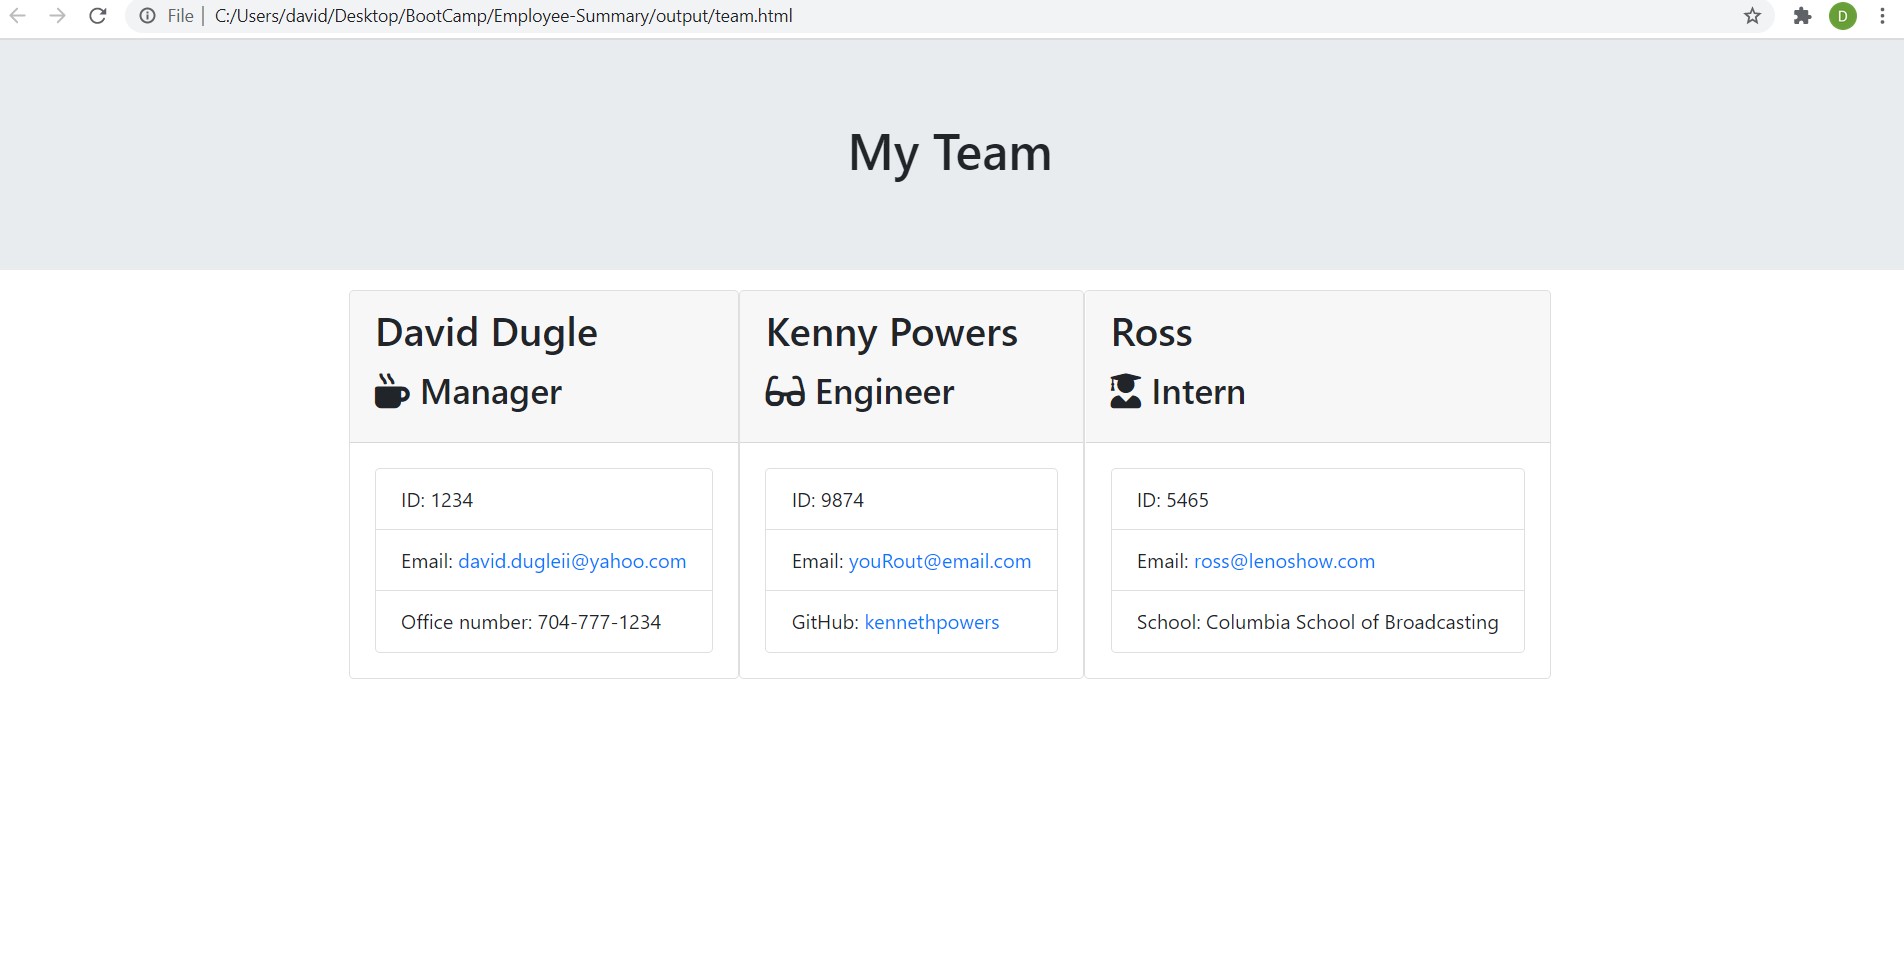 File | C:/Users/david/Desktop/BootCamp/Employee-Summary/output/team.html
D
My Team
David Dugle
Manager
ID: 1234
Email: david.dugleii@yahoo.com
Office number: 704-777-1234
Kenny Powers
Engineer
ID: 9874
Email: youRout@email.com
GitHub: kennethpowers
Ross
Intern
ID: 5465
Email: ross@lenoshow.com
School: Columbia School of Broadcasting